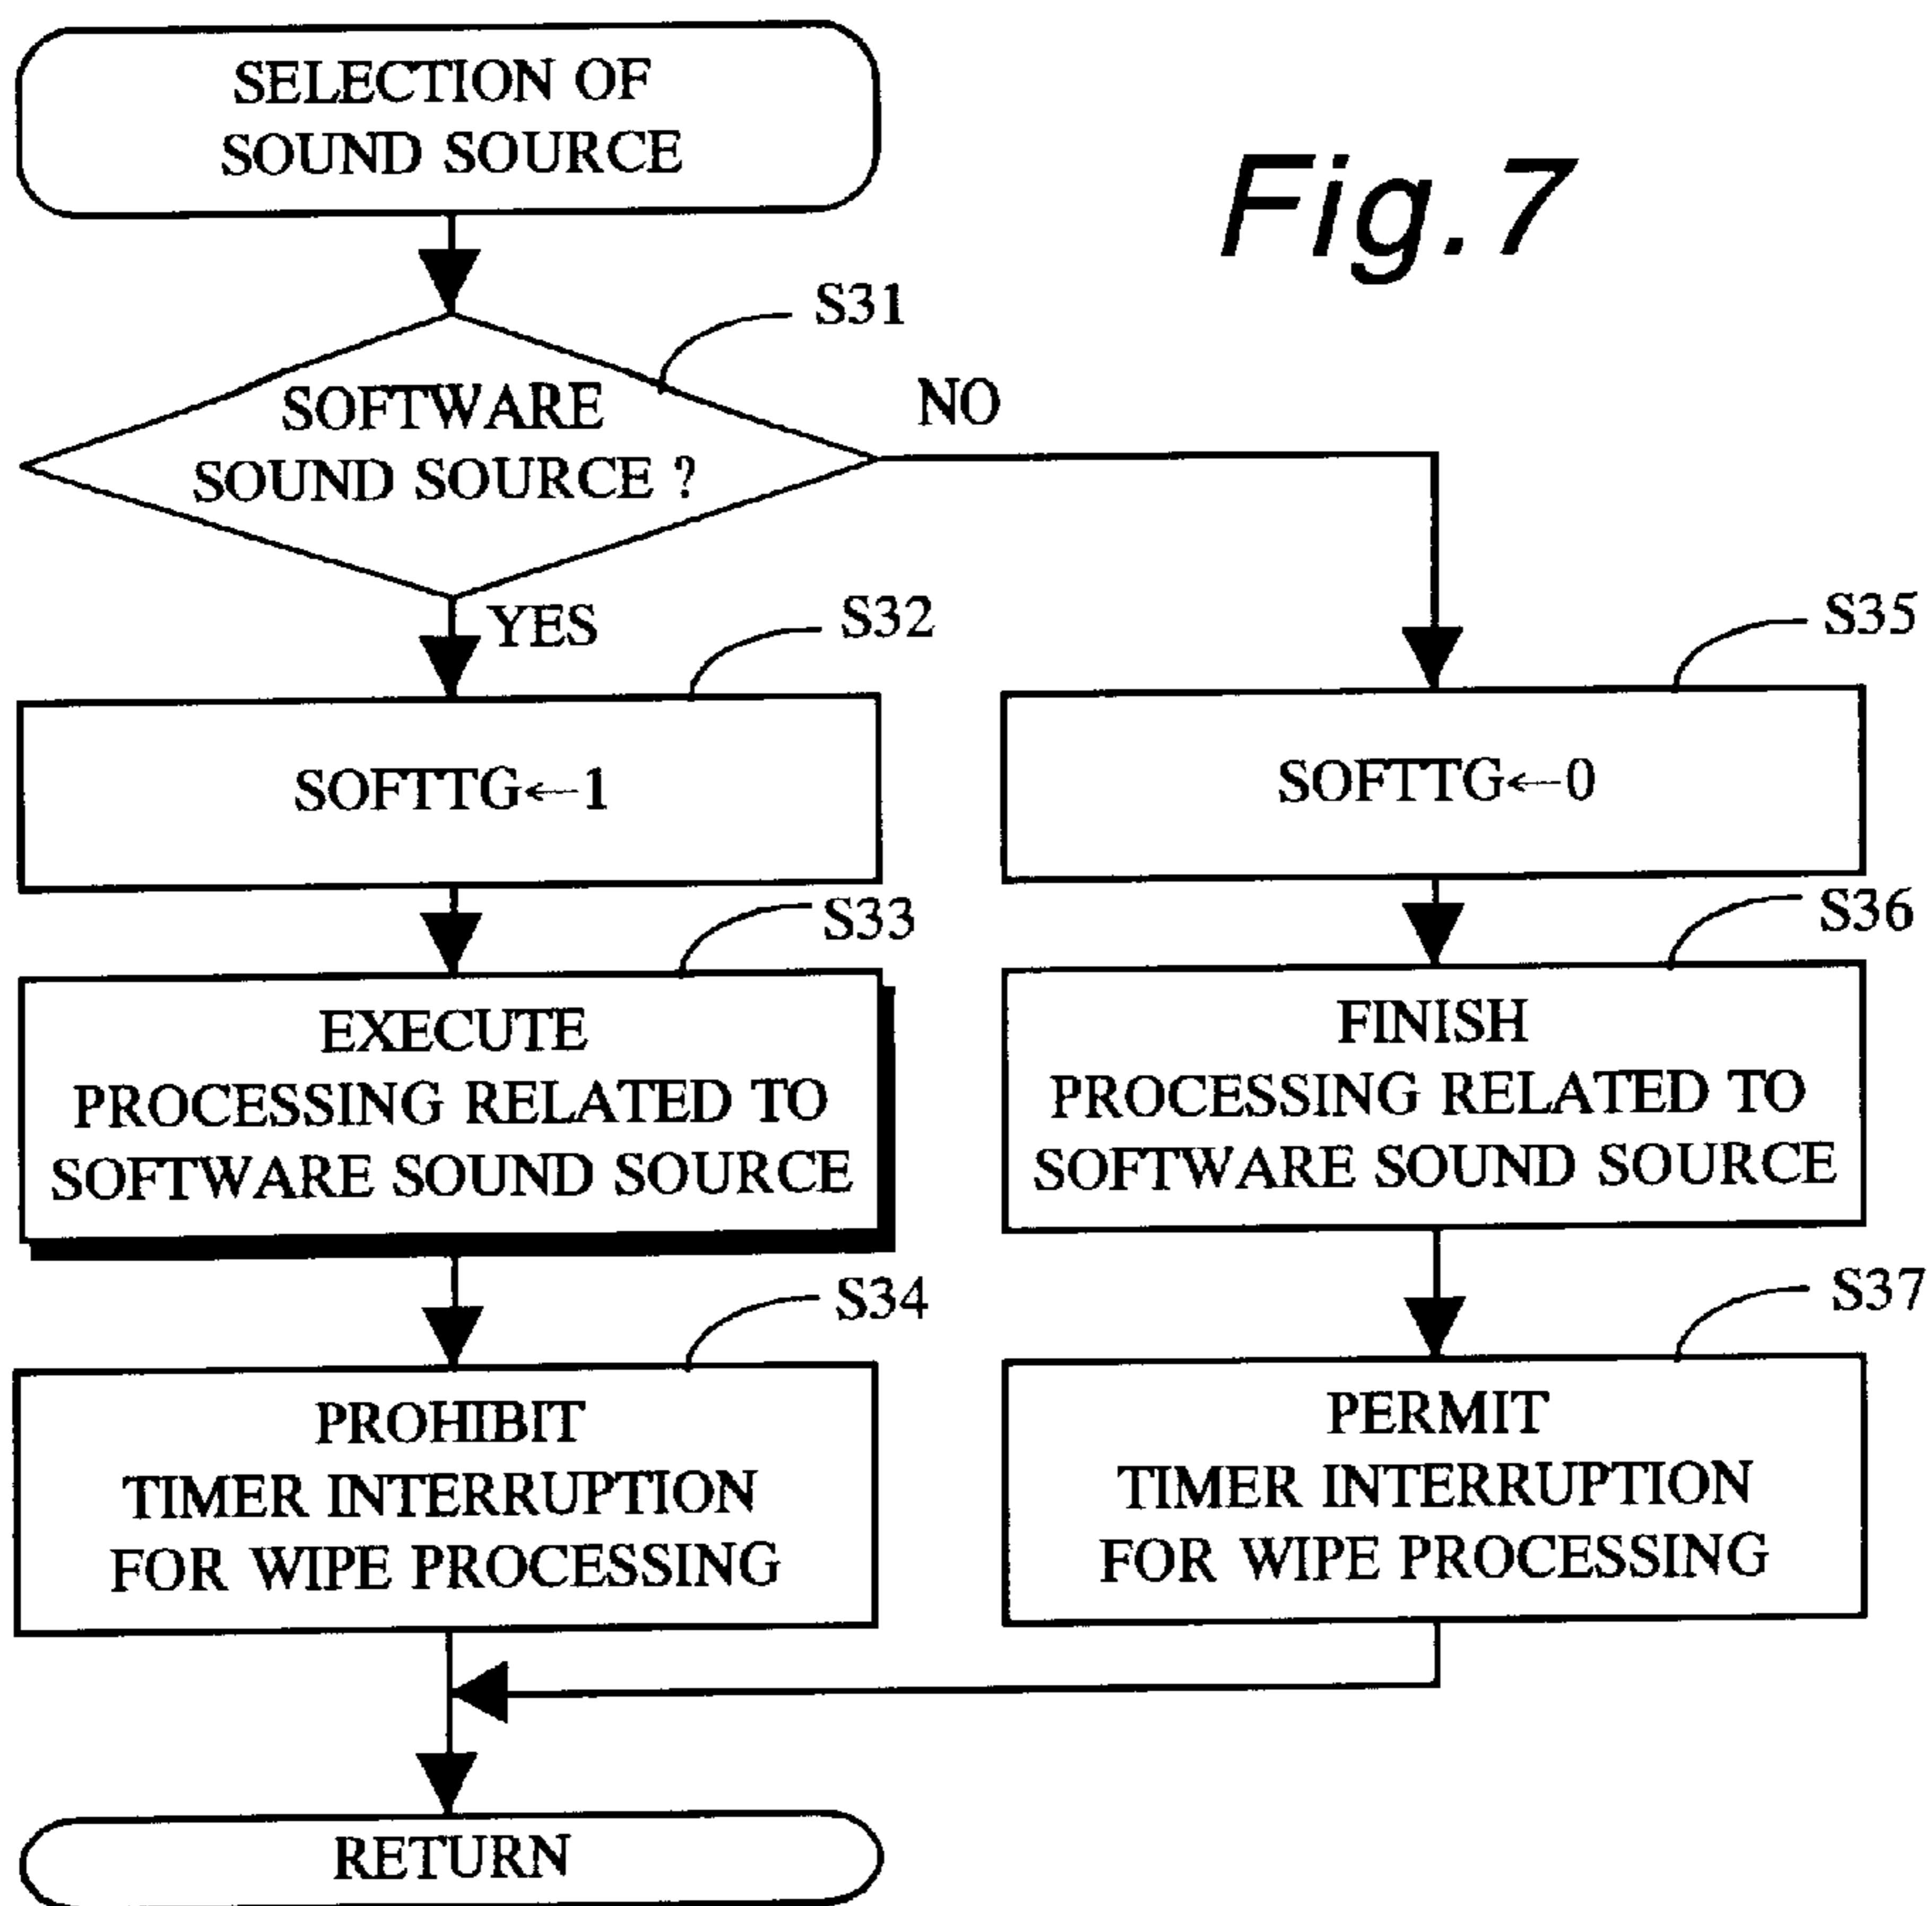 SELECTION OF
SOUND SOURCE
Fig.7
S31
SOFTWARE
SOUND SOURCE ?
NO
YES
S32
SOFTTG←1
S33
EXECUTE
PROCESSING RELATED TO
SOFTWARE SOUND SOURCE
S34
PROHIBIT
TIMER INTERRUPTION
FOR WIPE PROCESSING
S35
SOFTTG←0
S36
FINISH
PROCESSING RELATED TO
SOFTWARE SOUND SOURCE
S37
PERMIT
TIMER INTERRUPTION
FOR WIPE PROCESSING
RETURN